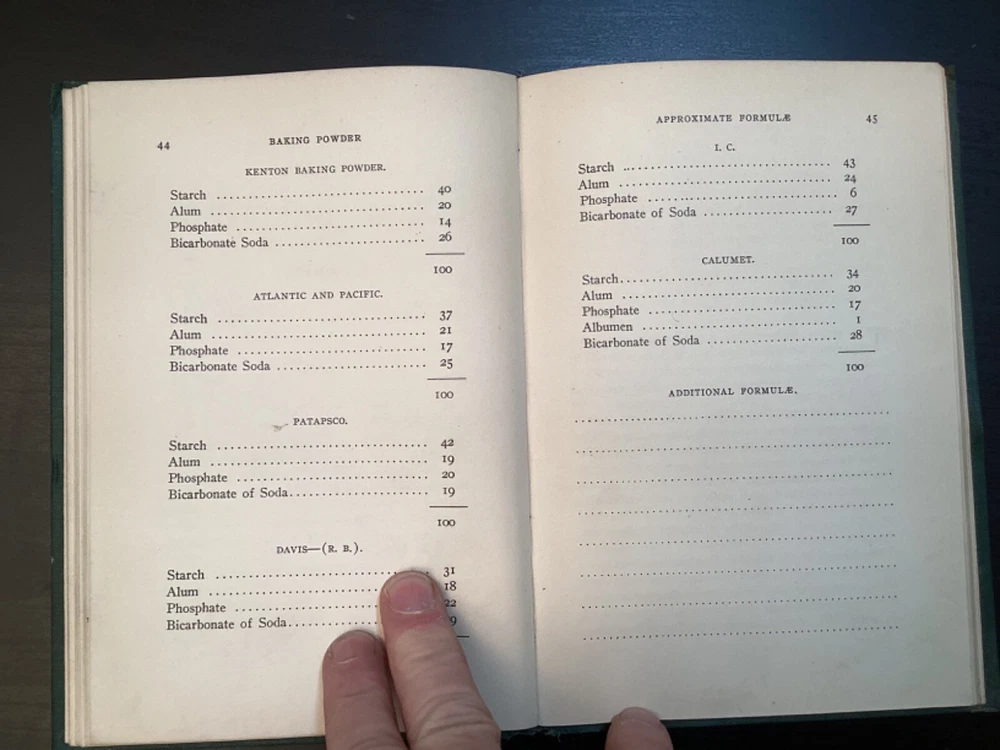 44 BAKING POWDER
KENTON BAKING POWDER.
Starch ................................ 40
Alum ................................ 20
Phosphate ............................ 14
Bicarbonate Soda ...................... 26
100
ATLANTIC AND PACIFIC.
Starch ................................ 37
Alum ................................ 21
Phosphate ............................ 17
Bicarbonate Soda ...................... 25
100
PATAPSCO.
Starch ................................ 42
Alum ................................ 19
Phosphate ............................ 20
Bicarbonate of Soda.................... 19
100
DAVIS—(R. B.).
Starch ................................ 31
Alum ................................ 18
Phosphate ............................ 22
Bicarbonate of Soda................
APPROXIMATE FORMULÆ 45
I. C.
Starch ................................ 43
Alum ................................ 24
Phosphate ............................ 6
Bicarbonate of Soda ................... 27
100
CALUMET.
Starch................................ 34
Alum ................................ 20
Phosphate ............................ 17
Albumen ............................ 1
Bicarbonate of Soda ................... 28
100
ADDITIONAL FORMULÆ.